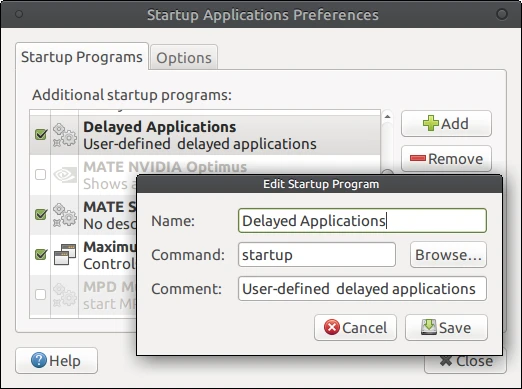 Startup Applications Preferences
Startup Programs
Options
Additional startup programs:
Delayed Applications
User-defined  delayed applications
Add
MATE NVIDIA Optimus
Shows a
Remove
Edit Startup Program
MATE S
No desc
Name:
Delayed Applications
Maximu
Control
Command:
startup
Browse...
MPD M
start MP
Comment:
User-defined  delayed applications
Cancel
Save
Help
Close